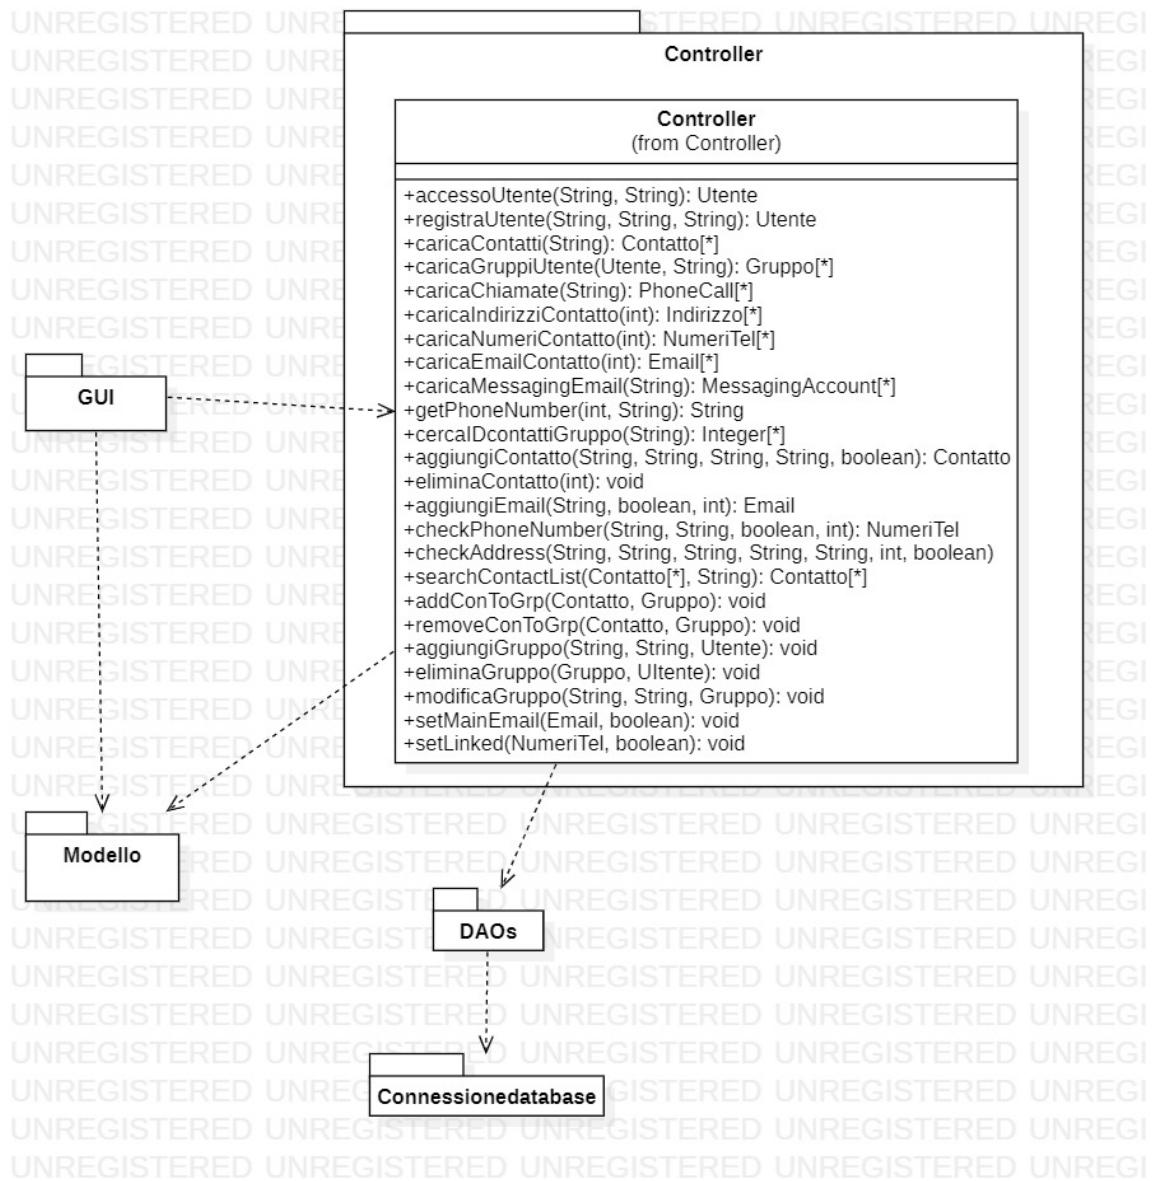 Controller
Controller
(from Controller)
+accessoUtente(String, String): Utente
+registraUtente(String, String, String): Utente
+caricaContatti(String): Contatto[*]
+caricaGruppiUtente(Utente, String): Gruppo[*]
+caricaChiamate(String): PhoneCall[*]
+caricaIndirizziContatto(int): Indirizzo[*]
+caricaNumeriContatto(int): NumeriTel[*]
+caricaEmailContatto(int): Email[*]
+caricaMessagingEmail(String): MessagingAccount[*]
+getPhoneNumber(int, String): String
+cercaIDcontattiGruppo(String): Integer[*]
+aggiungiContatto(String, String, String, String, boolean): Contatto
+eliminaContatto(int): void
+aggiungiEmail(String, boolean, int): Email
+checkPhoneNumber(String, String, boolean, int): NumeriTel
+checkAddress(String, String, String, String, String, int, boolean)
+searchContactList(Contatto[*], String): Contatto[*]
+addConToGrp(Contatto, Gruppo): void
+removeConToGrp(Contatto, Gruppo): void
+aggiungiGruppo(String, String, Utente): void
+eliminaGruppo(Gruppo, UItente): void
+modificaGruppo(String, String, Gruppo): void
+setMainEmail(Email, boolean): void
+setLinked(NumeriTel, boolean): void
GUI
Modello
DAOs
Connessionedatabase
UNREGISTERED